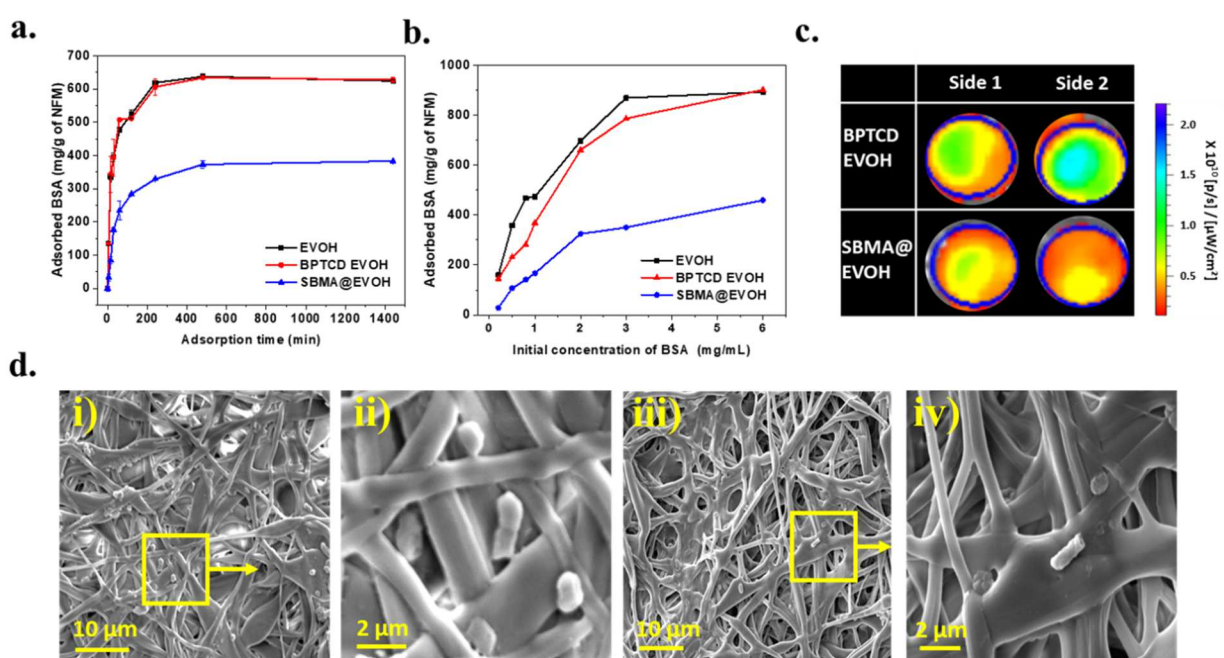 a.
Adsorbed BSA (mg/g of NFM)
700
600
500
400
300
200
100
0
EVOH
BPTCD EVOH
SBMA@EVOH
0 200 400 600 800 1000 1200 1400
Adsorption time (min)
b.
Adsorbed BSA (mg/g of NFM)
1000
800
600
400
200
0
EVOH
BPTCD EVOH
SBMA@EVOH
0 1 2 3 4 5 6
Initial concentration of BSA (mg/mL)
c.
Side 1 Side 2
BPTCD
EVOH
SBMA@
EVOH
2.0
1.5
1.0
0.5
X 10¹⁰[p/s] / [µW/cm²]
d.
i)
10 µm
ii)
2 µm
iii)
10 µm
iv)
2 µm